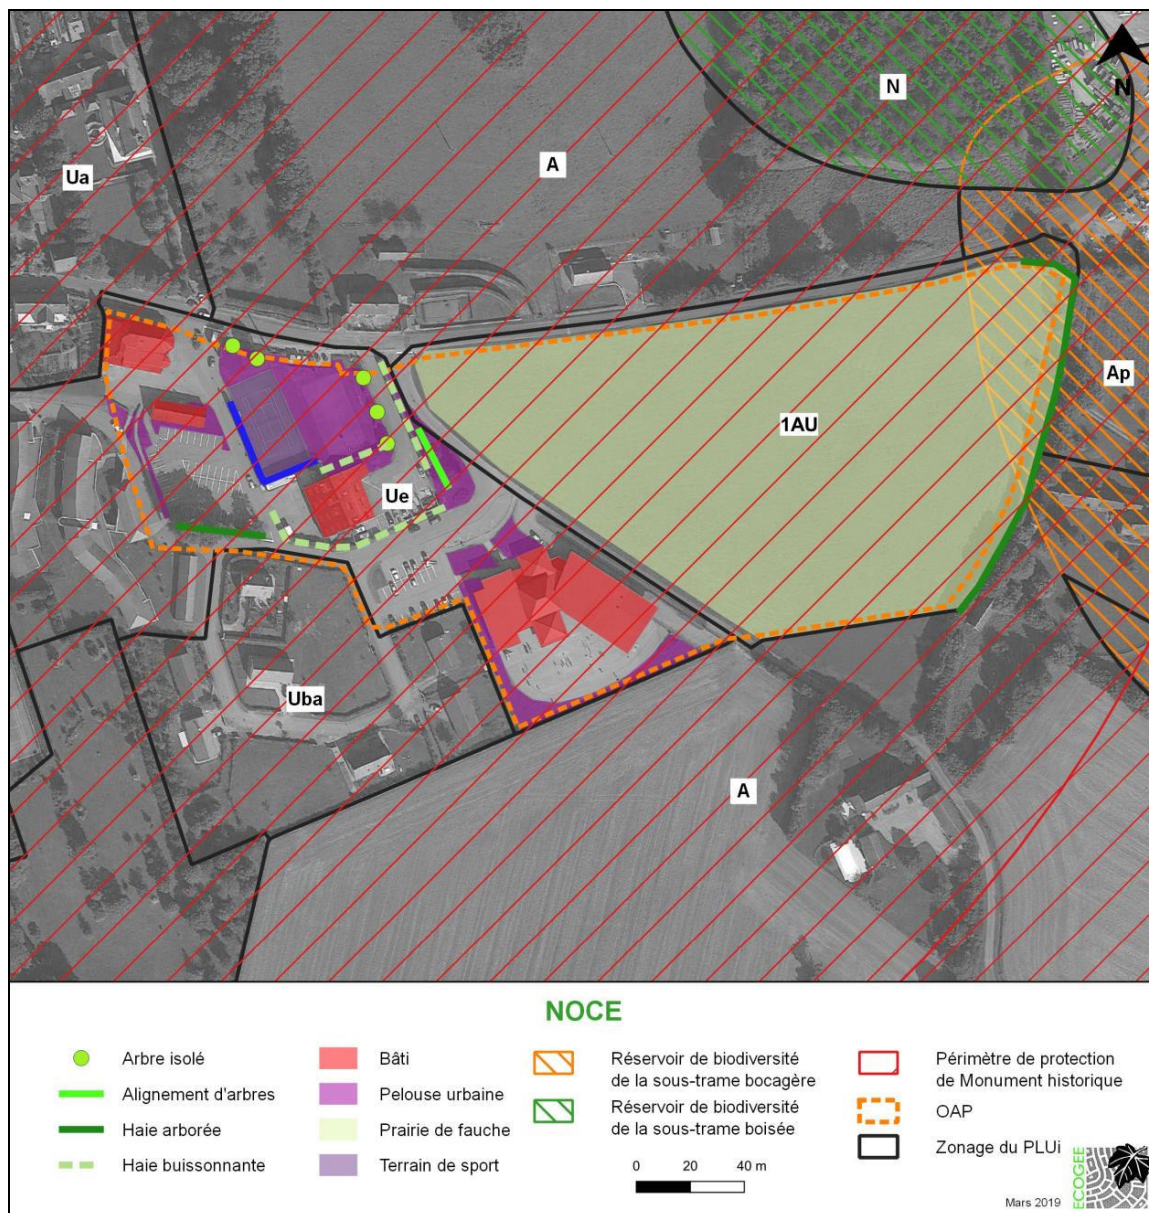 N
N
A
Ua
Ap
1AU
Ue
Uba
A
NOCE
Arbre isolé
Alignement d'arbres
Haie arborée
Haie buissonnante
Bâti
Pelouse urbaine
Prairie de fauche
Terrain de sport
Réservoir de biodiversité
de la sous-trame bocagère
Réservoir de biodiversité
de la sous-trame boisée
0 20 40 m
Périmètre de protection
de Monument historique
OAP
Zonage du PLUi
Mars 2019
ECOGEE